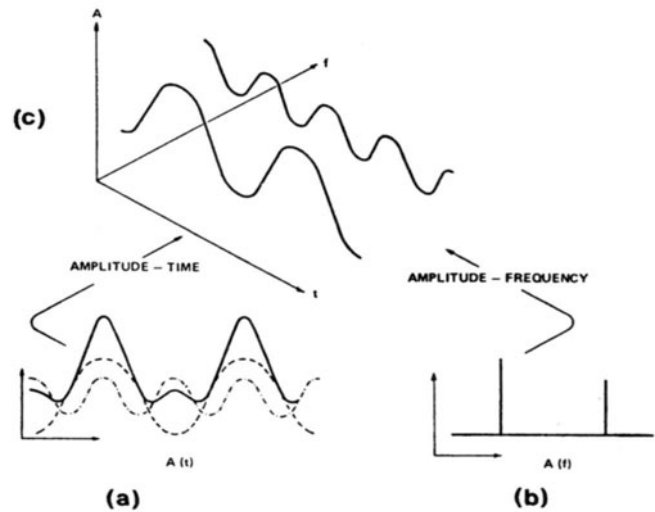 A
f
(c)
AMPLITUDE – TIME
AMPLITUDE – FREQUENCY
t
A (t)
A (f)
(a)
(b)